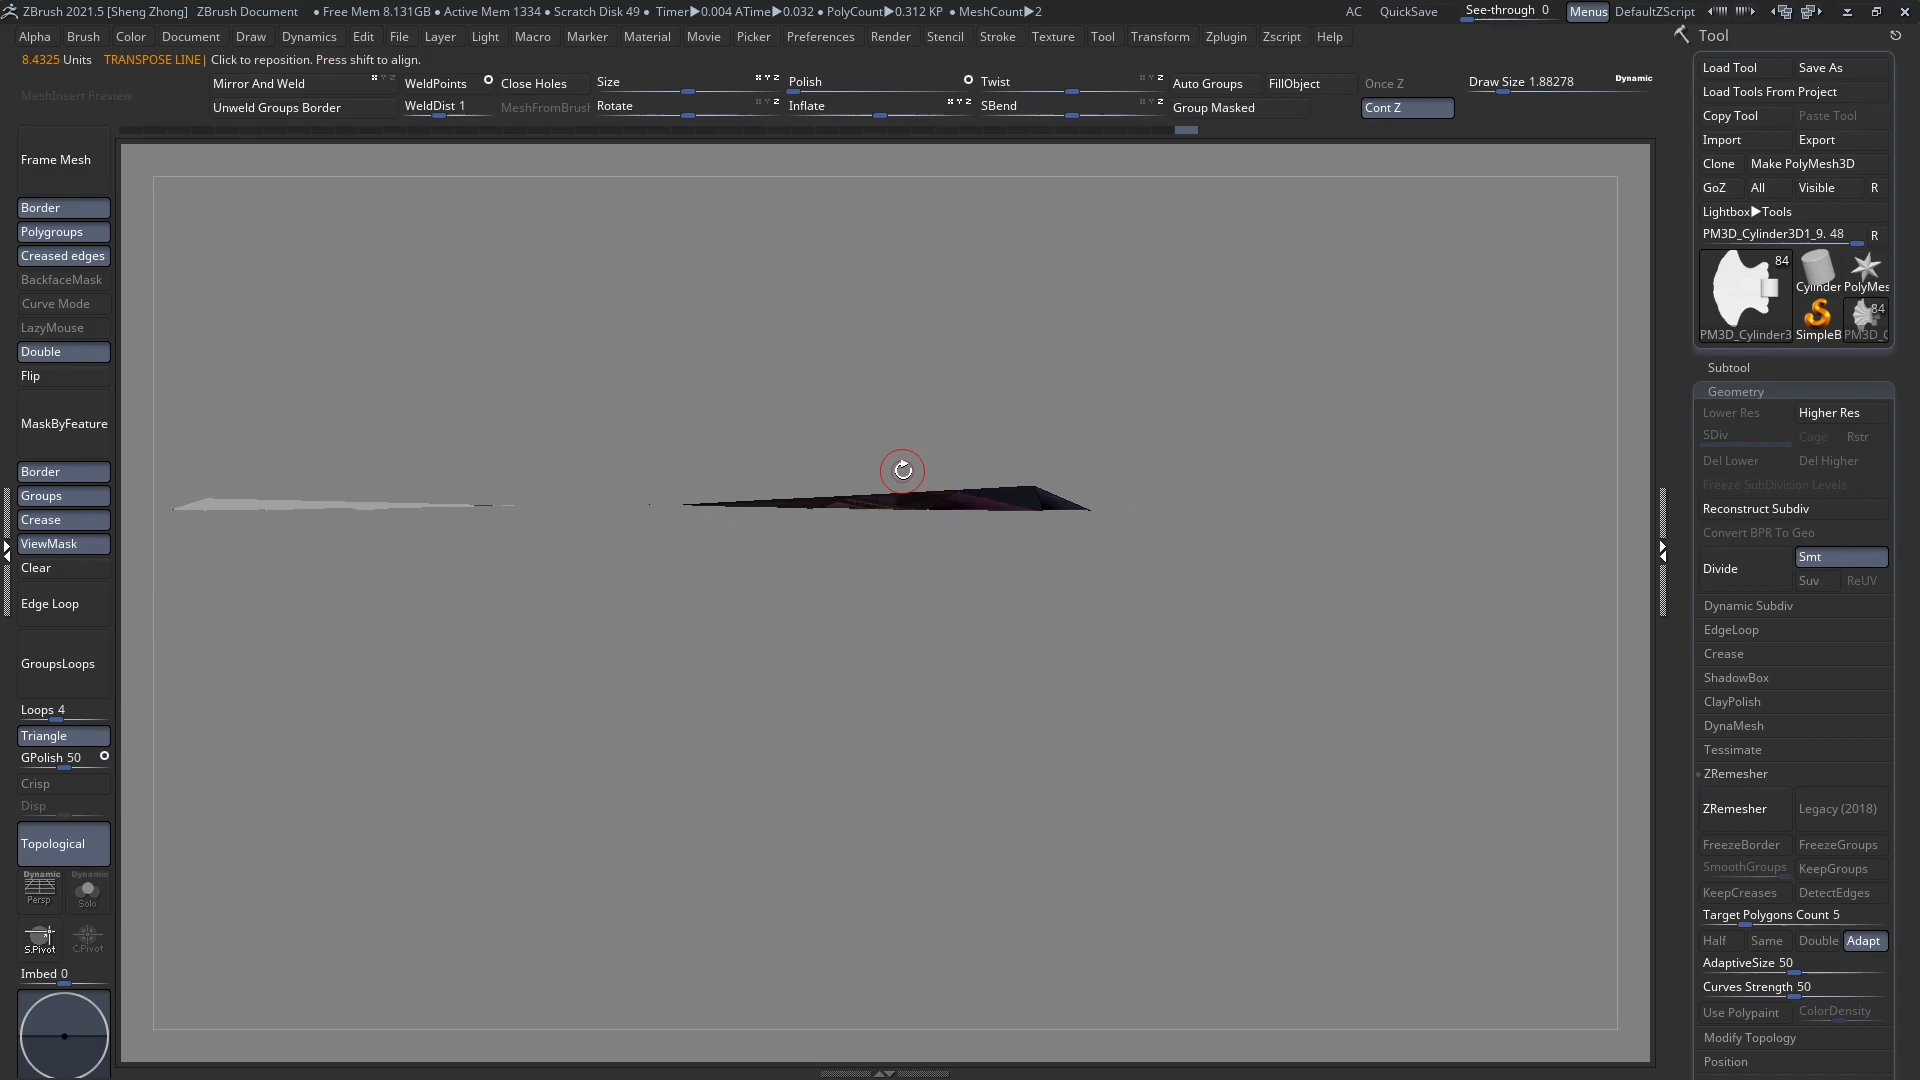 ZBrush 2021.5 [Sheng Zhong] ZBrush Document ● Free Mem 8.131GB ● Active Mem 1334 ● Scratch Disk 49 ● Timer▶0.004 ATime▶0.032 ● PolyCount▶0.312 KP ● MeshCount▶2 AC QuickSave See-through 0 Menus DefaultZScript
Alpha Brush Color Document Draw Dynamics Edit File Layer Light Macro Marker Material Movie Picker Preferences Render Stencil Stroke Texture Tool Transform Zplugin Zscript Help
8.4325 Units TRANSPOSE LINE| Click to reposition. Press shift to align.
MeshInsert Preview
Mirror And Weld WeldPoints Close Holes Size Polish Twist Auto Groups FillObject Once Z Draw Size 1.88278 Dynamic
Unweld Groups Border WeldDist 1 MeshFromBrush Rotate Inflate SBend Group Masked Cont Z
Frame Mesh
Border
Polygroups
Creased edges
BackfaceMask
Curve Mode
LazyMouse
Double
Flip
MaskByFeature
Border
Groups
Crease
ViewMask
Clear
Edge Loop
GroupsLoops
Loops 4
Triangle
GPolish 50
Crisp
Disp
Topological
Dynamic Dynamic
Persp Solo
S.Pivot C.Pivot
Imbed 0
Tool
Load Tool Save As
Load Tools From Project
Copy Tool Paste Tool
Import Export
Clone Make PolyMesh3D
GoZ All Visible R
Lightbox▶Tools
PM3D_Cylinder3D1_9. 48 R
84
Cylinder PolyMes
84
PM3D_Cylinder3 SimpleB PM3D_C
Subtool
Geometry
Lower Res Higher Res
SDiv Cage Rstr
Del Lower Del Higher
Freeze SubDivision Levels
Reconstruct Subdiv
Convert BPR To Geo
Divide Smt
Suv ReUV
Dynamic Subdiv
EdgeLoop
Crease
ShadowBox
ClayPolish
DynaMesh
Tessimate
ZRemesher
ZRemesher Legacy (2018)
FreezeBorder FreezeGroups
SmoothGroups KeepGroups
KeepCreases DetectEdges
Target Polygons Count 5
Half Same Double Adapt
AdaptiveSize 50
Curves Strength 50
Use Polypaint ColorDensity
Modify Topology
Position